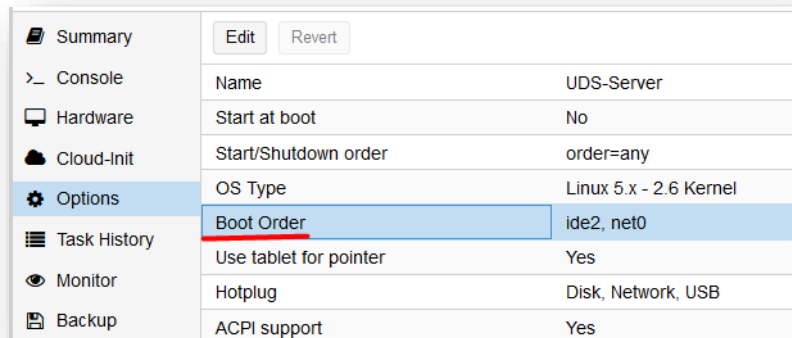 Summary
Console
Hardware
Cloud-Init
Options
Task History
Monitor
Backup
Edit Revert
Name UDS-Server
Start at boot No
Start/Shutdown order order=any
OS Type Linux 5.x - 2.6 Kernel
Boot Order ide2, net0
Use tablet for pointer Yes
Hotplug Disk, Network, USB
ACPI support Yes